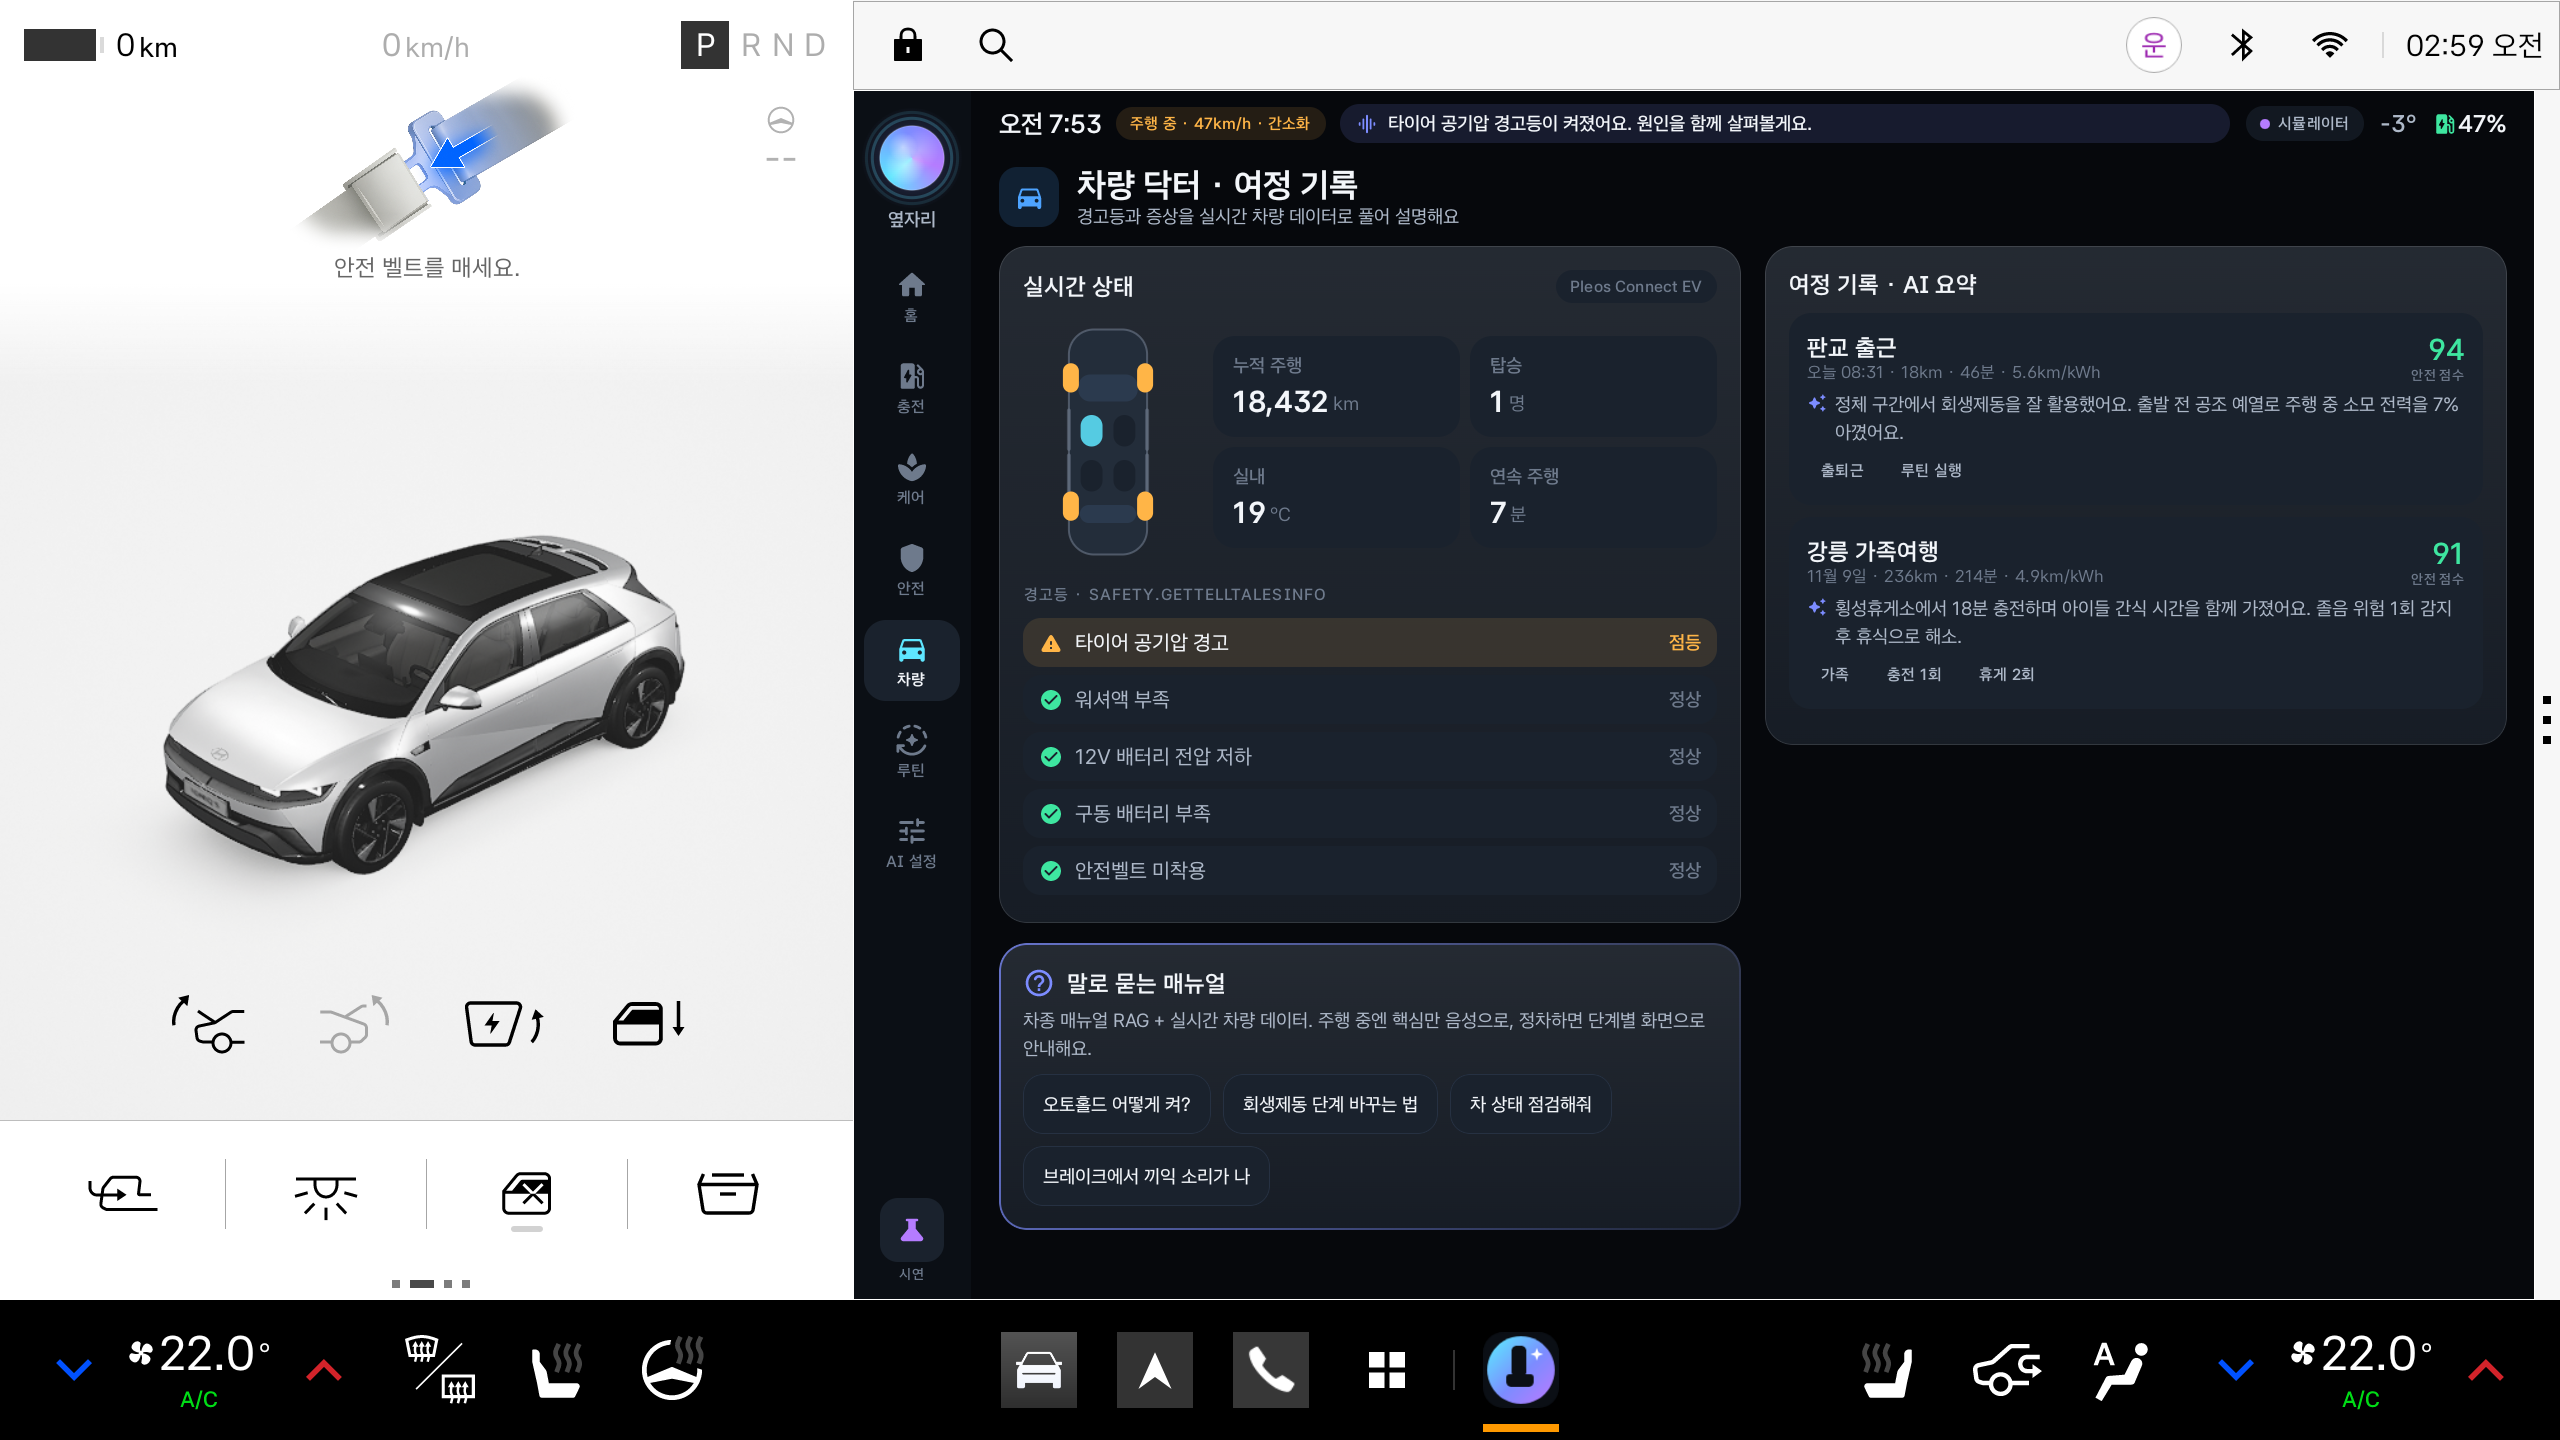 0 km
0 km/h
P R N D
--
안전 벨트를 매세요.
운
02:59 오전
옆자리
홈
충전
케어
안전
차량
루틴
AI 설정
시연
오전 7:53
주행 중 · 47km/h · 간소화
타이어 공기압 경고등이 켜졌어요. 원인을 함께 살펴볼게요.
시뮬레이터
-3°
47%
차량 닥터 · 여정 기록
경고등과 증상을 실시간 차량 데이터로 풀어 설명해요
실시간 상태
Pleos Connect EV
누적 주행
18,432 km
탑승
1 명
실내
19 °C
연속 주행
7 분
경고등 · SAFETY.GETTELLTALESINFO
타이어 공기압 경고 점등
워셔액 부족 정상
12V 배터리 전압 저하 정상
구동 배터리 부족 정상
안전벨트 미착용 정상
말로 묻는 매뉴얼
차종 매뉴얼 RAG + 실시간 차량 데이터. 주행 중엔 핵심만 음성으로, 정차하면 단계별 화면으로
안내해요.
오토홀드 어떻게 켜?
회생제동 단계 바꾸는 법
차 상태 점검해줘
브레이크에서 끼익 소리가 나
여정 기록 · AI 요약
판교 출근
94
오늘 08:31 · 18km · 46분 · 5.6km/kWh
안전 점수
정체 구간에서 회생제동을 잘 활용했어요. 출발 전 공조 예열로 주행 중 소모 전력을 7%
아꼈어요.
출퇴근 루틴 실행
강릉 가족여행
91
11월 9일 · 236km · 214분 · 4.9km/kWh
안전 점수
횡성휴게소에서 18분 충전하며 아이들 간식 시간을 함께 가졌어요. 졸음 위험 1회 감지
후 휴식으로 해소.
가족 충전 1회 휴게 2회
22.0°
A/C
A
22.0°
A/C